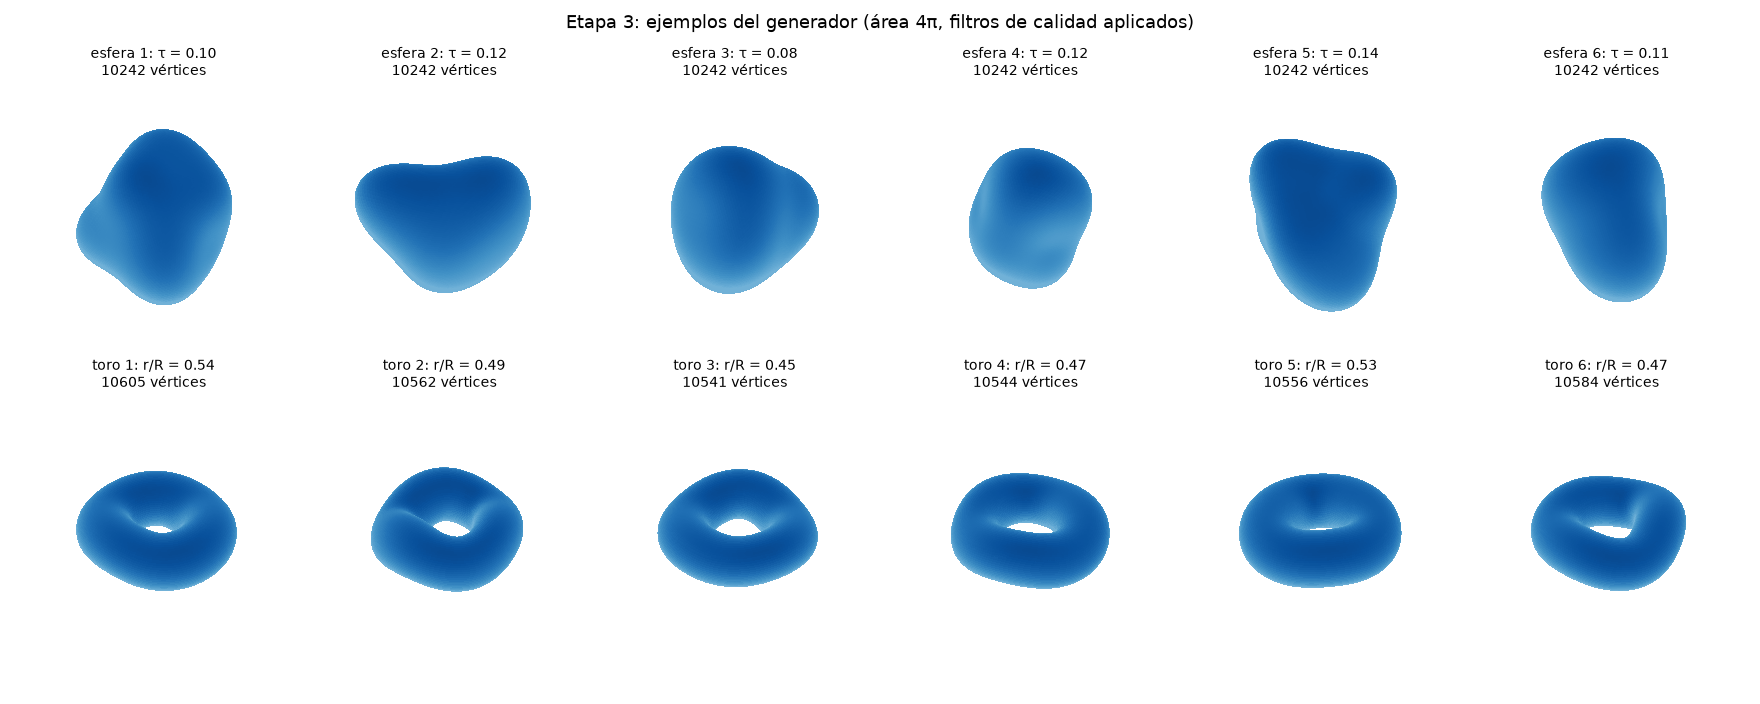 Etapa 3: ejemplos del generador (área 4π, filtros de calidad aplicados)
esfera 1: τ = 0.10
10242 vértices
esfera 2: τ = 0.12
10242 vértices
esfera 3: τ = 0.08
10242 vértices
esfera 4: τ = 0.12
10242 vértices
esfera 5: τ = 0.14
10242 vértices
esfera 6: τ = 0.11
10242 vértices
toro 1: r/R = 0.54
10605 vértices
toro 2: r/R = 0.49
10562 vértices
toro 3: r/R = 0.45
10541 vértices
toro 4: r/R = 0.47
10544 vértices
toro 5: r/R = 0.53
10556 vértices
toro 6: r/R = 0.47
10584 vértices